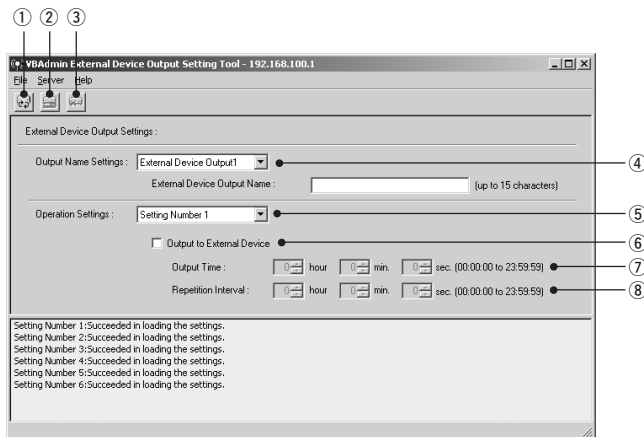 ① ② ③
VBAdmin External Device Output Setting Tool - 192.168.100.1
File Server Help
External Device Output Settings :
Output Name Settings : External Device Output1 ④
External Device Output Name : (up to 15 characters)
Operation Settings : Setting Number 1 ⑤
Output to External Device ⑥
Output Time : 0 hour 0 min. 0 sec. (00:00:00 to 23:59:59) ⑦
Repetition Interval : 0 hour 0 min. 0 sec. (00:00:00 to 23:59:59) ⑧
Setting Number 1:Succeeded in loading the settings.
Setting Number 2:Succeeded in loading the settings.
Setting Number 3:Succeeded in loading the settings.
Setting Number 4:Succeeded in loading the settings.
Setting Number 5:Succeeded in loading the settings.
Setting Number 6:Succeeded in loading the settings.